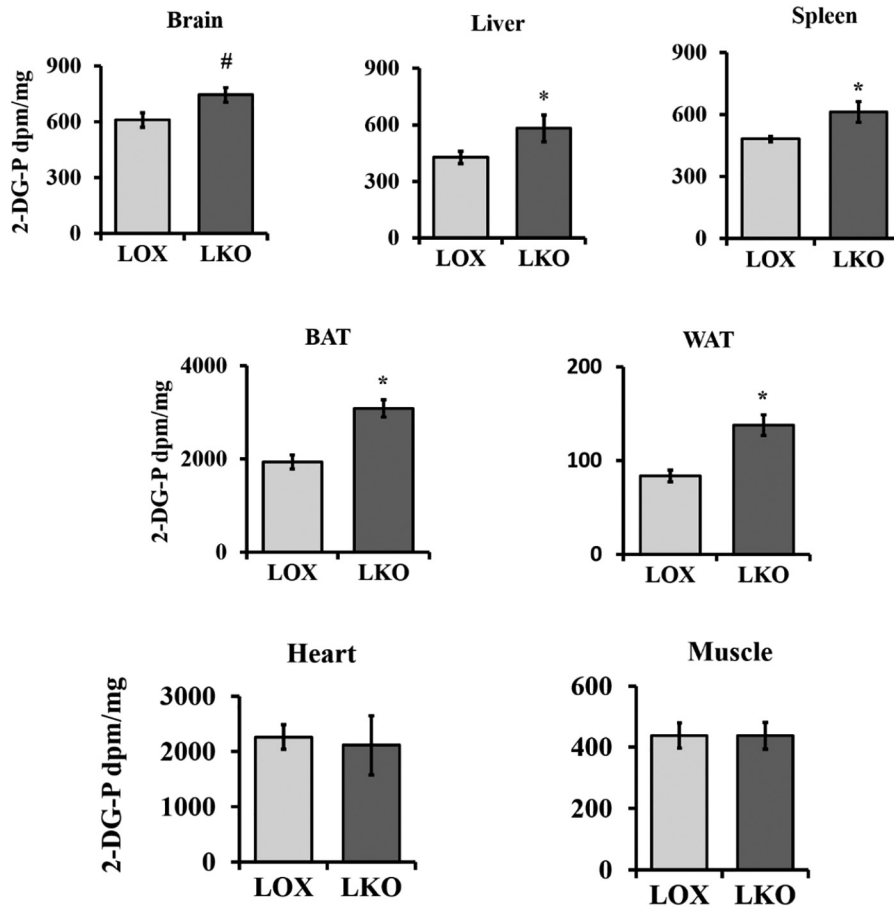 Brain
Liver
Spleen
2-DG-P dpm/mg
900
#
600
300
0
LOX LKO
900
*
600
300
0
LOX LKO
900
*
600
300
0
LOX LKO
BAT
WAT
2-DG-P dpm/mg
4000
*
2000
0
LOX LKO
200
*
100
0
LOX LKO
Heart
Muscle
2-DG-P dpm/mg
3000
2000
1000
0
LOX LKO
600
400
200
0
LOX LKO